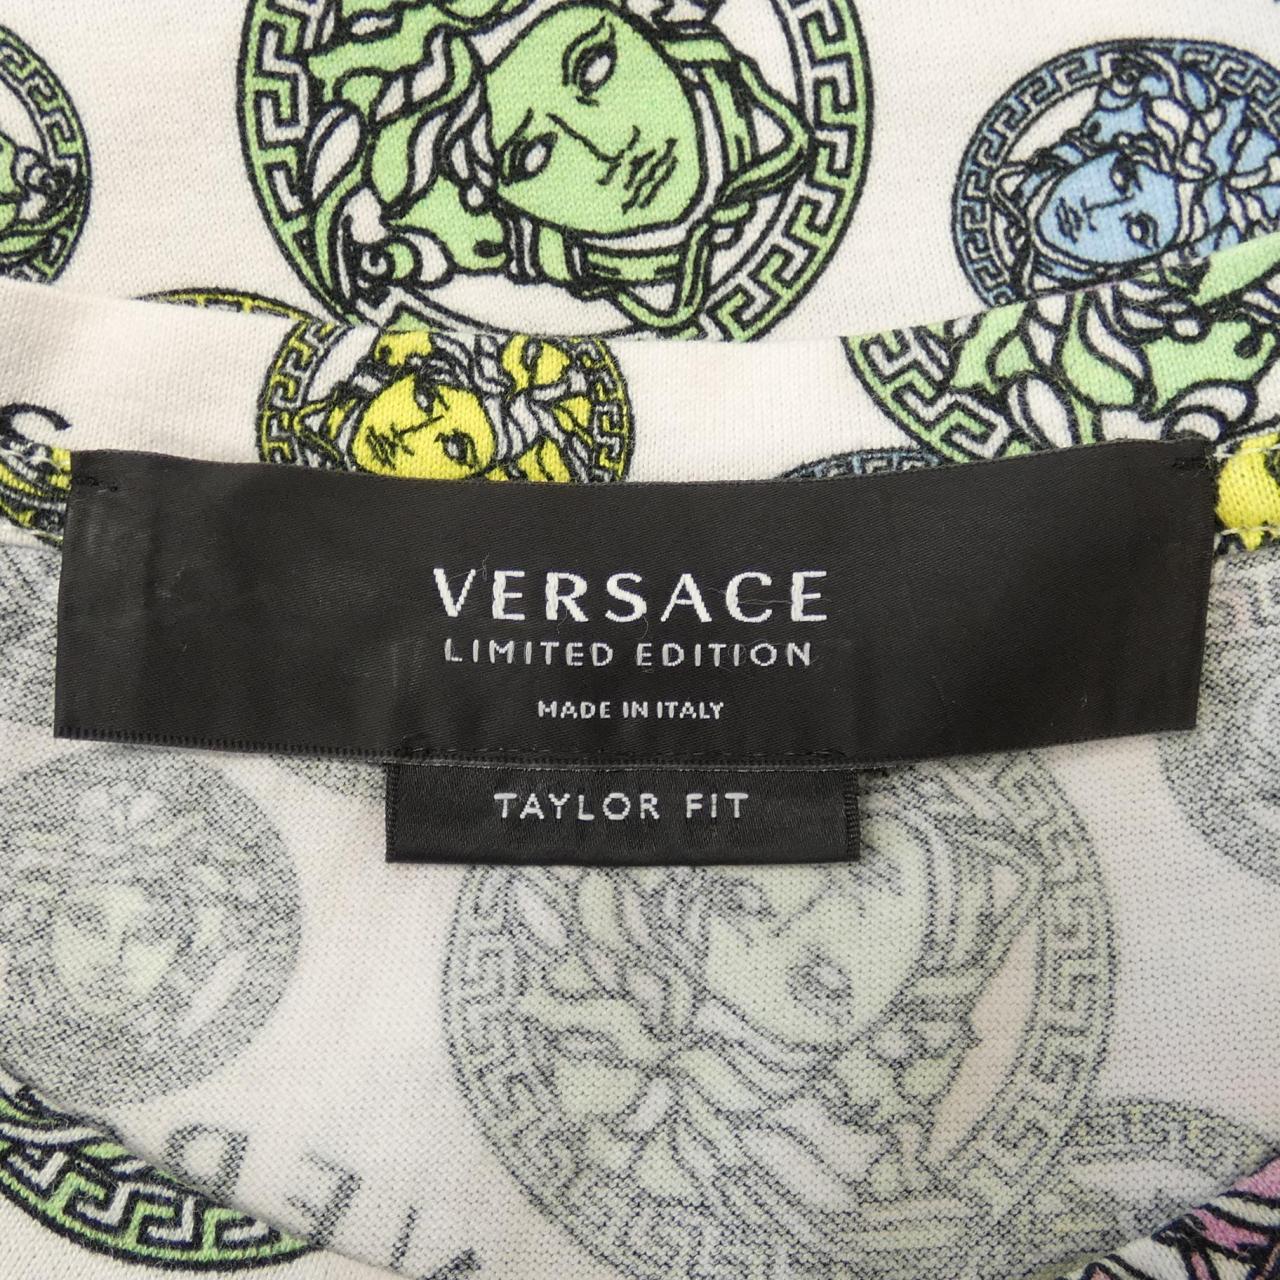 VERSACE
LIMITED EDITION
MADE IN ITALY
TAYLOR FIT